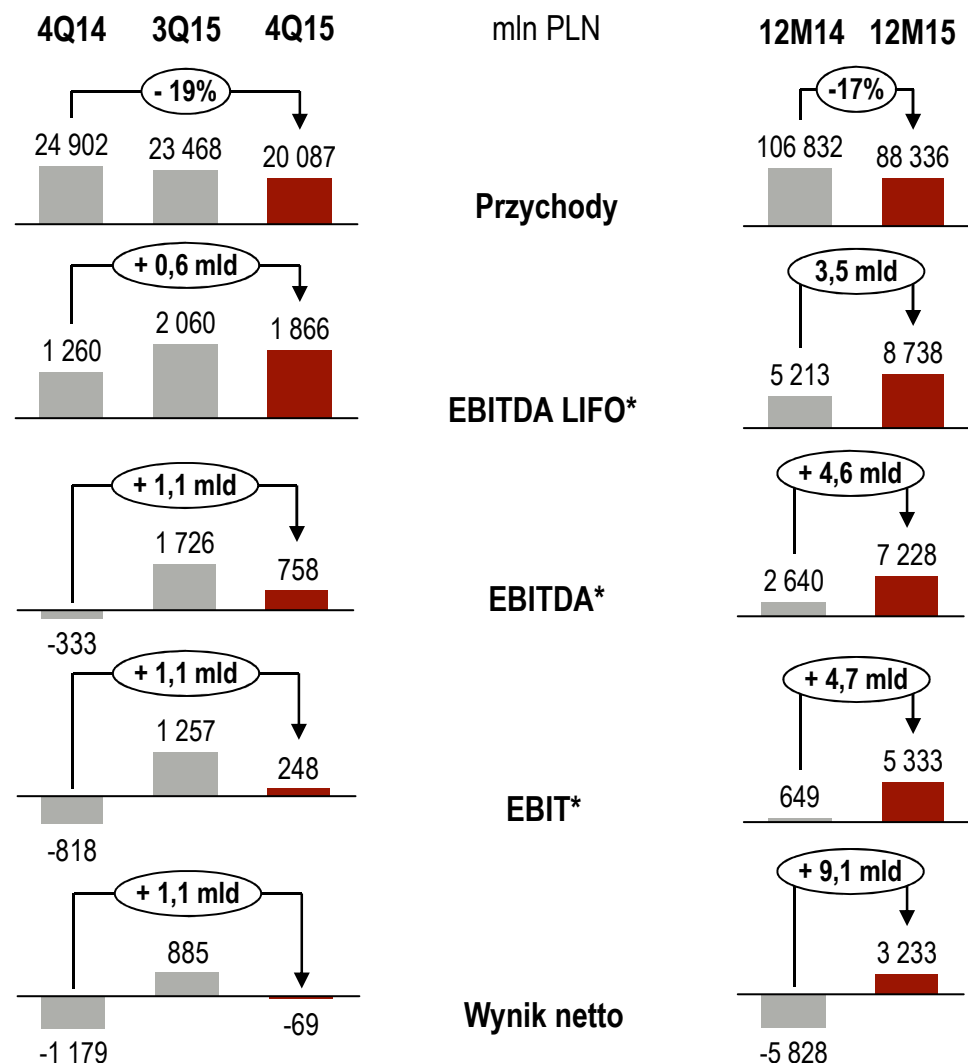 4Q14 3Q15 4Q15 mln PLN 12M14 12M15
- 19% -17%
24 902 23 468 20 087 106 832 88 336
Przychody
+ 0,6 mld 3,5 mld
1 260 2 060 1 866 5 213 8 738
EBITDA LIFO*
+ 1,1 mld + 4,6 mld
-333 1 726 758 2 640 7 228
EBITDA*
+ 1,1 mld + 4,7 mld
-818 1 257 248 649 5 333
EBIT*
+ 1,1 mld + 9,1 mld
-1 179 885 -69 -5 828 3 233
Wynik netto